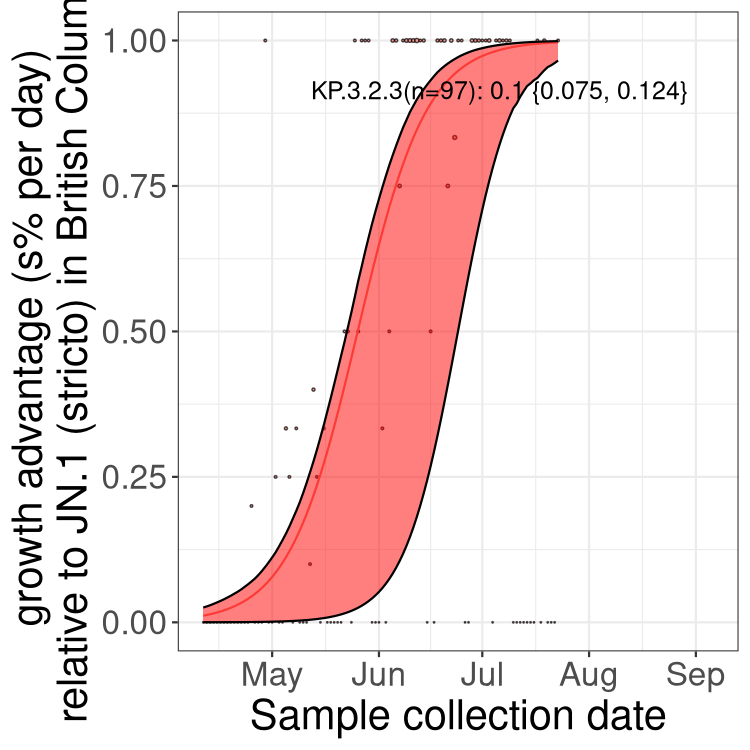 growth advantage (s% per day)
relative to JN.1 (stricto) in British Colum
1.00
0.75
0.50
0.25
0.00
KP.3.2.3(n=97): 0.1 {0.075, 0.124}
May Jun Jul Aug Sep
Sample collection date